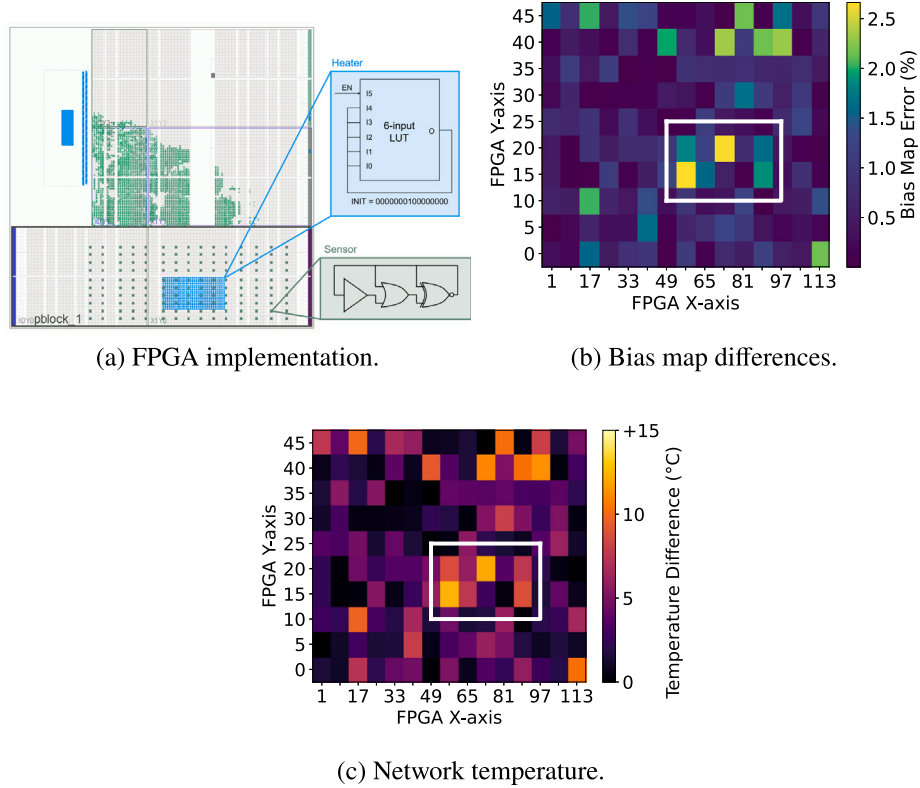 Heater
EN
I5
I4
I3
I2
I1
I0
6-input
LUT
O
INIT = 0000000100000000
Sensor
X1Y2
X0Y0
pblock_1
X1Y0
(a) FPGA implementation.
45
40
35
30
25
20
15
10
5
0
FPGA Y-axis
1 17 33 49 65 81 97 113
FPGA X-axis
2.5
2.0
1.5
1.0
0.5
Bias Map Error (%)
(b) Bias map differences.
45
40
35
30
25
20
15
10
5
0
FPGA Y-axis
1 17 33 49 65 81 97 113
FPGA X-axis
+15
10
5
0
Temperature Difference (°C)
(c) Network temperature.